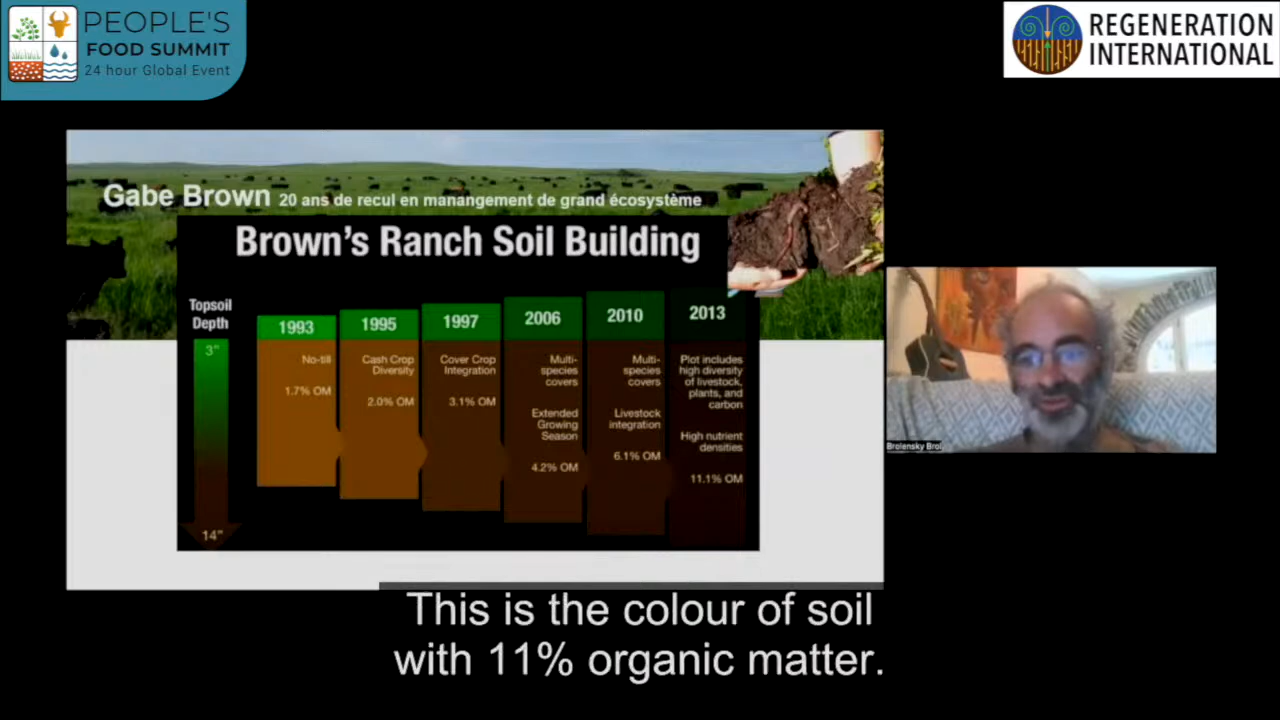 PEOPLE'S
FOOD SUMMIT
24 hour Global Event
REGENERATION
INTERNATIONAL
Gabe Brown 20 ans de recul en manangement de grand écosystème
Brown's Ranch Soil Building
Topsoil
Depth
3"
14"
1993
No-till
1.7% OM
1995
Cash Crop
Diversity
2.0% OM
1997
Cover Crop
Integration
3.1% OM
2006
Multi-
species
covers
Extended
Growing
Season
4.2% OM
2010
Multi-
species
covers
Livestock
integration
6.1% OM
2013
Plot includes
high diversity
of livestock,
plants, and
carbon
High nutrient
densities
11.1% OM
Brolensky Brol
This is the colour of soil
with 11% organic matter.